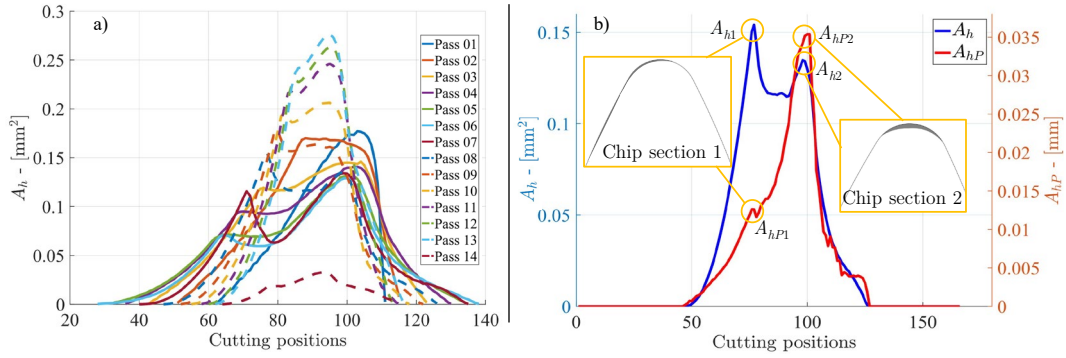 a)
A_h - [mm²]
0.3
0.25
0.2
0.15
0.1
0.05
0
20 40 60 80 100 120 140
Cutting positions
Pass 01
Pass 02
Pass 03
Pass 04
Pass 05
Pass 06
Pass 07
Pass 08
Pass 09
Pass 10
Pass 11
Pass 12
Pass 13
Pass 14
b)
A_h - [mm²]
0.15
0.1
0.05
0
0 50 100 150
Cutting positions
A_h1
A_hP2
A_h2
A_hP1
Chip section 1
Chip section 2
A_h
A_hP
0.035
0.03
0.025
0.02
0.015
0.01
0.005
0
A_hP - [mm]